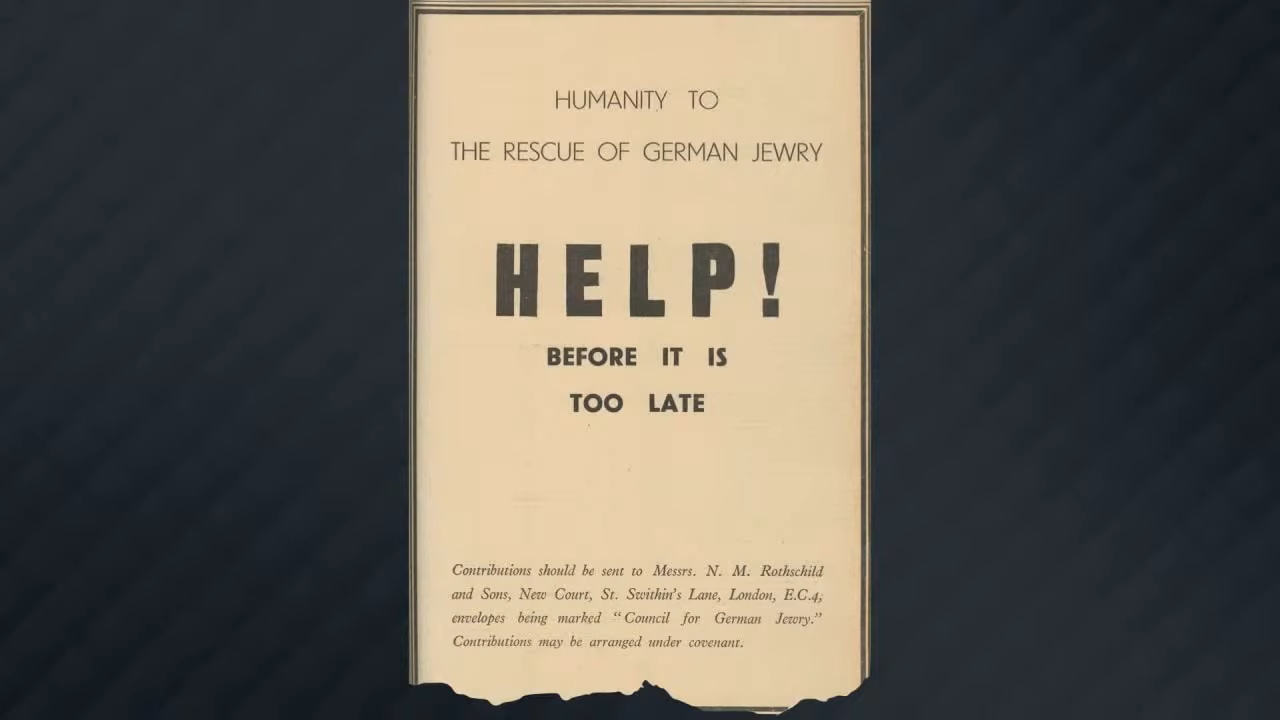 HUMANITY TO
THE RESCUE OF GERMAN JEWRY
HELP!
BEFORE IT IS
TOO LATE
Contributions should be sent to Messrs. N. M. Rothschild
and Sons, New Court, St. Swithin's Lane, London, E.C.4;
envelopes being marked "Council for German Jewry."
Contributions may be arranged under covenant.